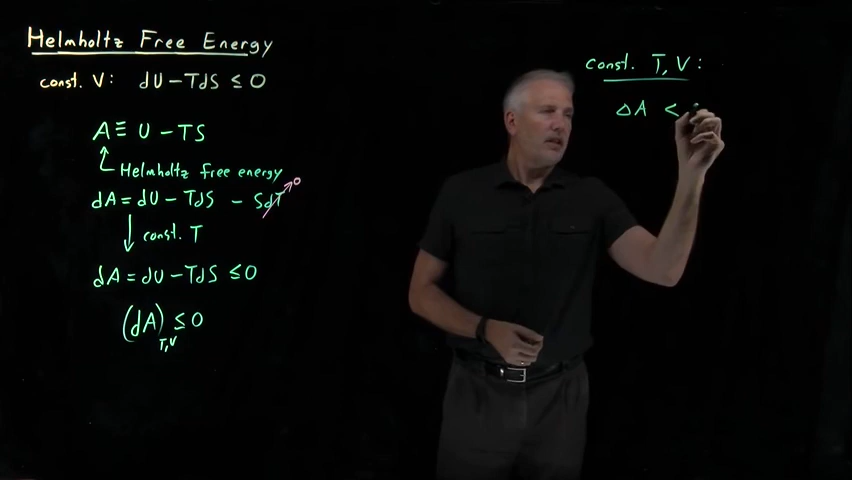 Helmholtz Free Energy
const. V: dU - TdS ≤ 0
A ≡ U - TS
Helmholtz free energy
dA = dU - TdS - SdT 0
const. T
dA = dU - TdS ≤ 0
(dA)T,V ≤ 0
const. T, V:
ΔA <